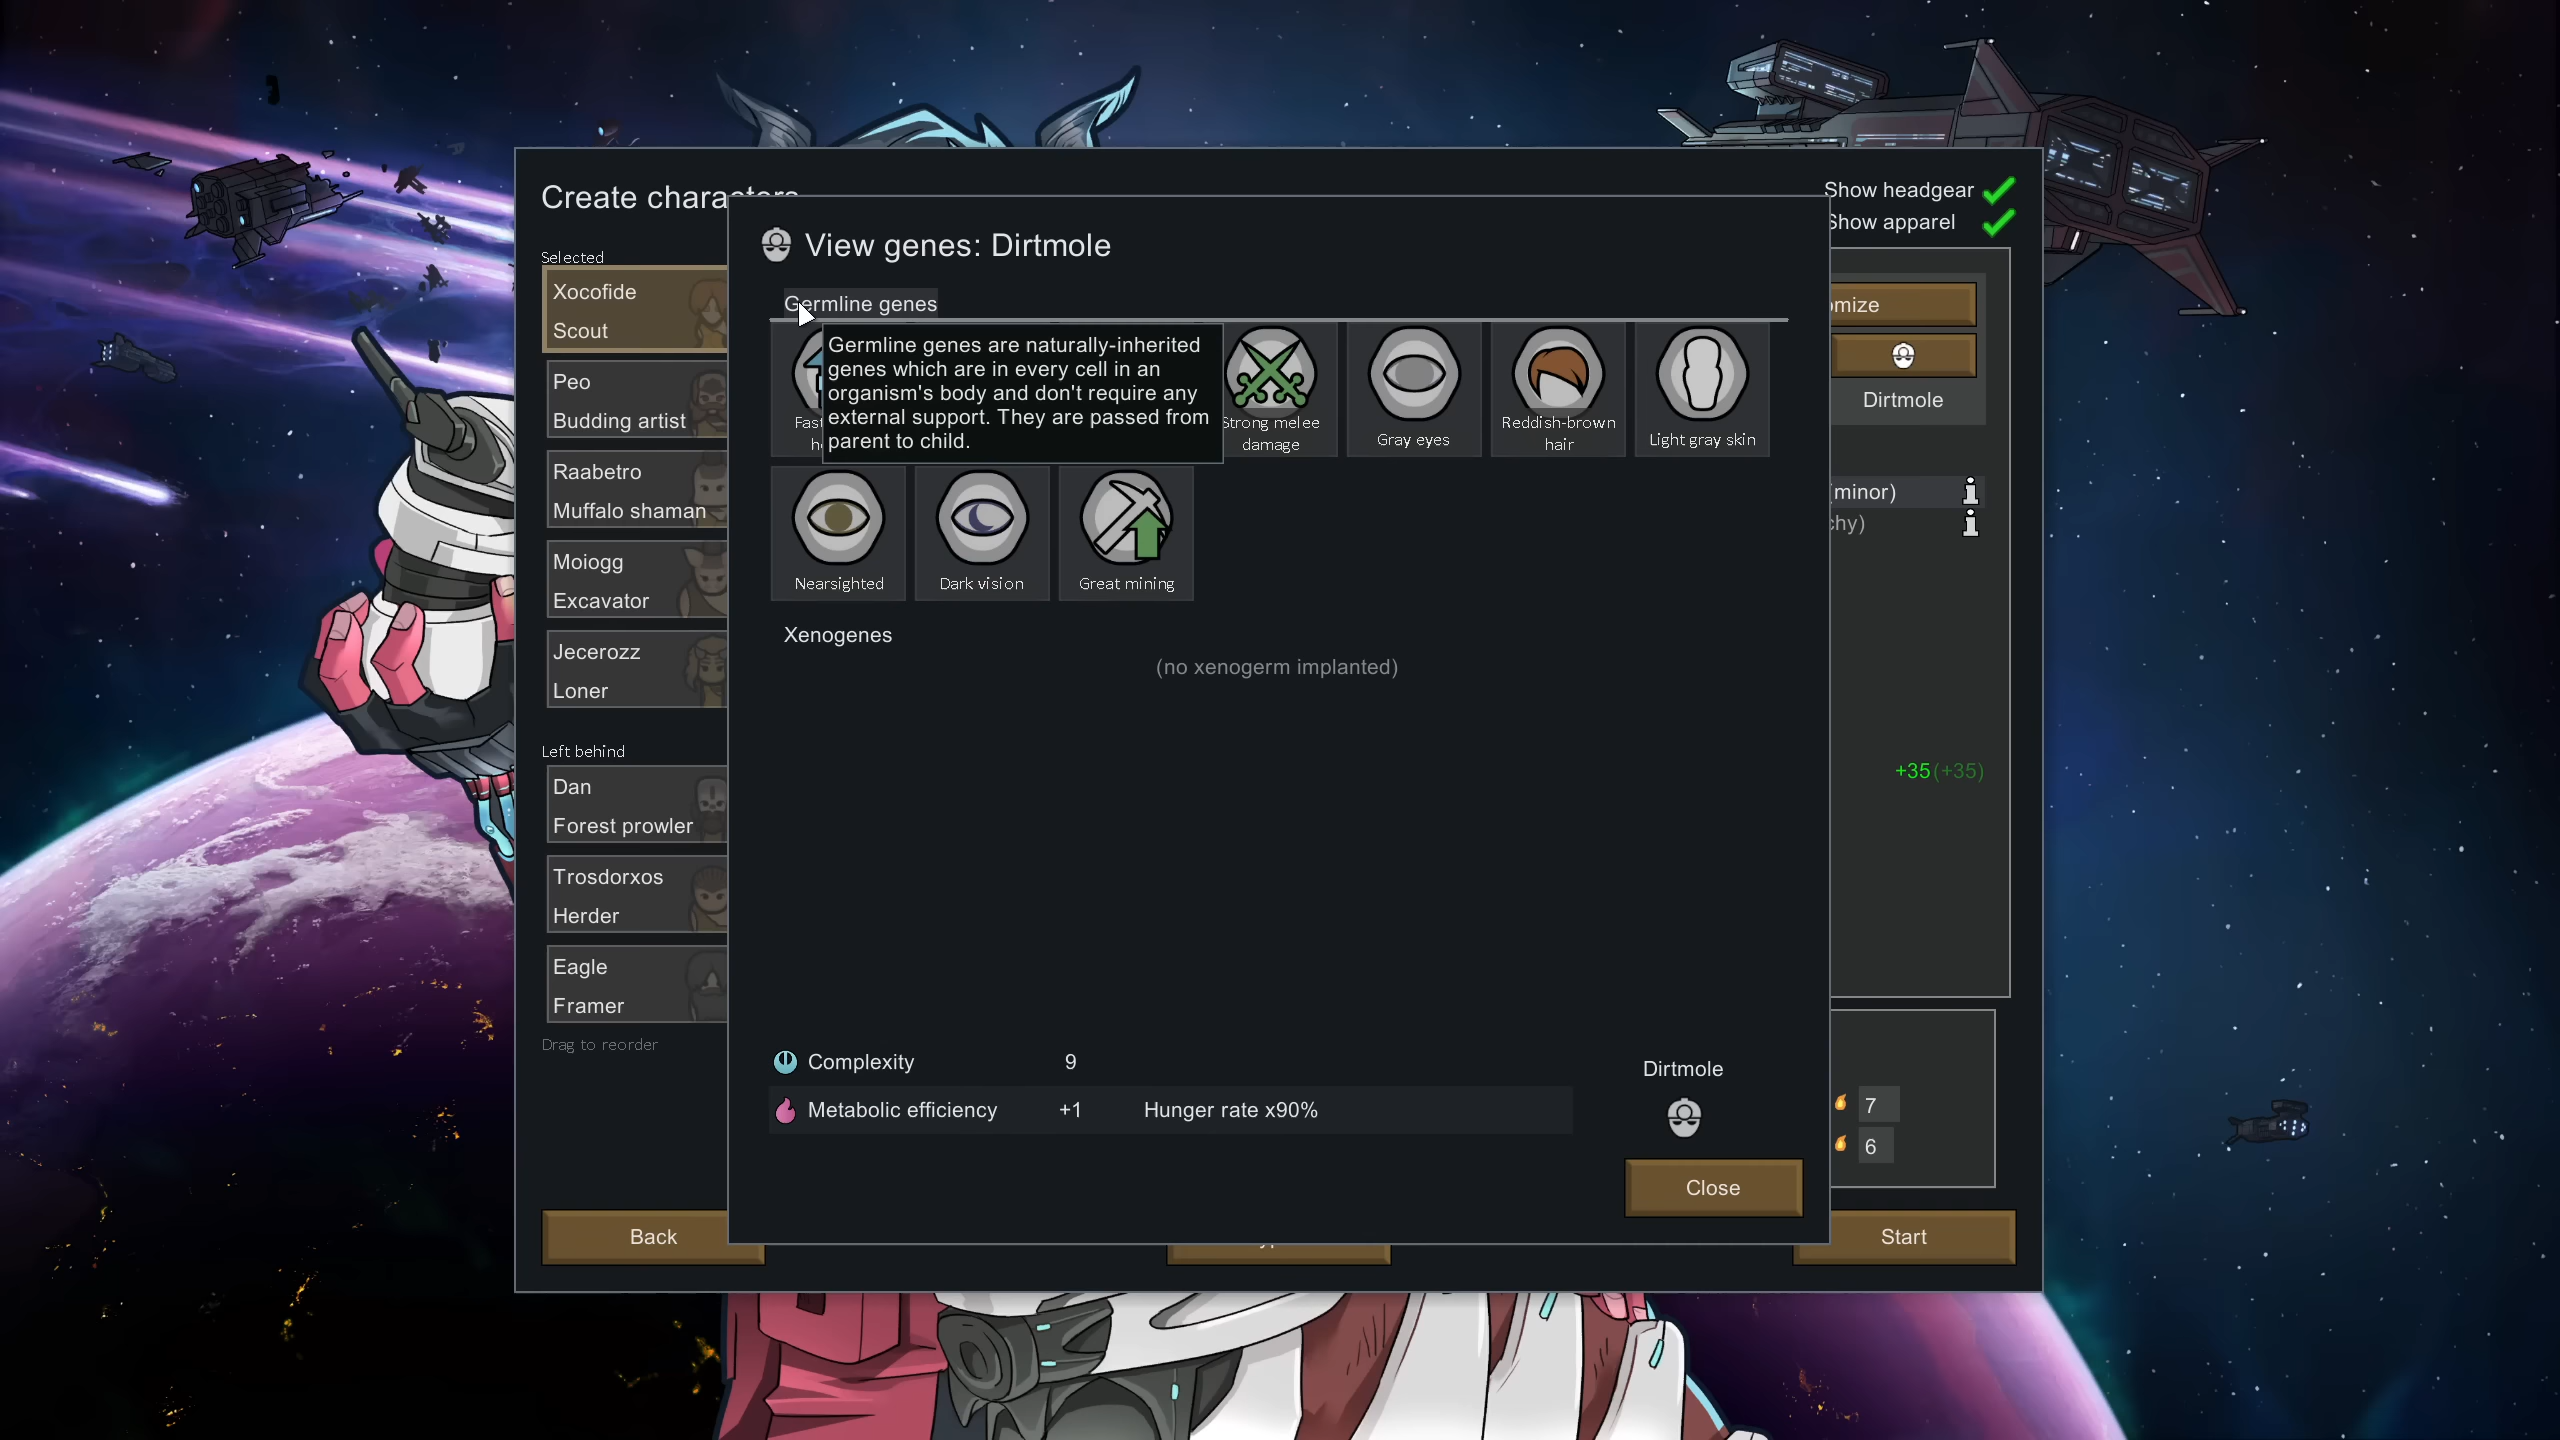 Create
Show headgear
Show apparel
View genes: Dirtmole
Selected
Xocofide
Scout
Peo
Budding artist
Raabetro
Muffalo shaman
Moiogg
Excavator
Jecerozz
Loner
Left behind
Dan
Forest prowler
Trosdorxos
Herder
Eagle
Framer
Drag to reorder
Germline genes
Germline genes are naturally-inherited
genes which are in every cell in an
organism's body and don't require any
external support. They are passed from
parent to child.
Strong melee
damage
Gray eyes
Reddish-brown
hair
Light gray skin
Nearsighted
Dark vision
Great mining
Xenogenes
(no xenogerm implanted)
Dirtmole
(minor)
+35(+35)
Complexity 9
Metabolic efficiency +1 Hunger rate x90%
Dirtmole
7
6
Close
Back
Start